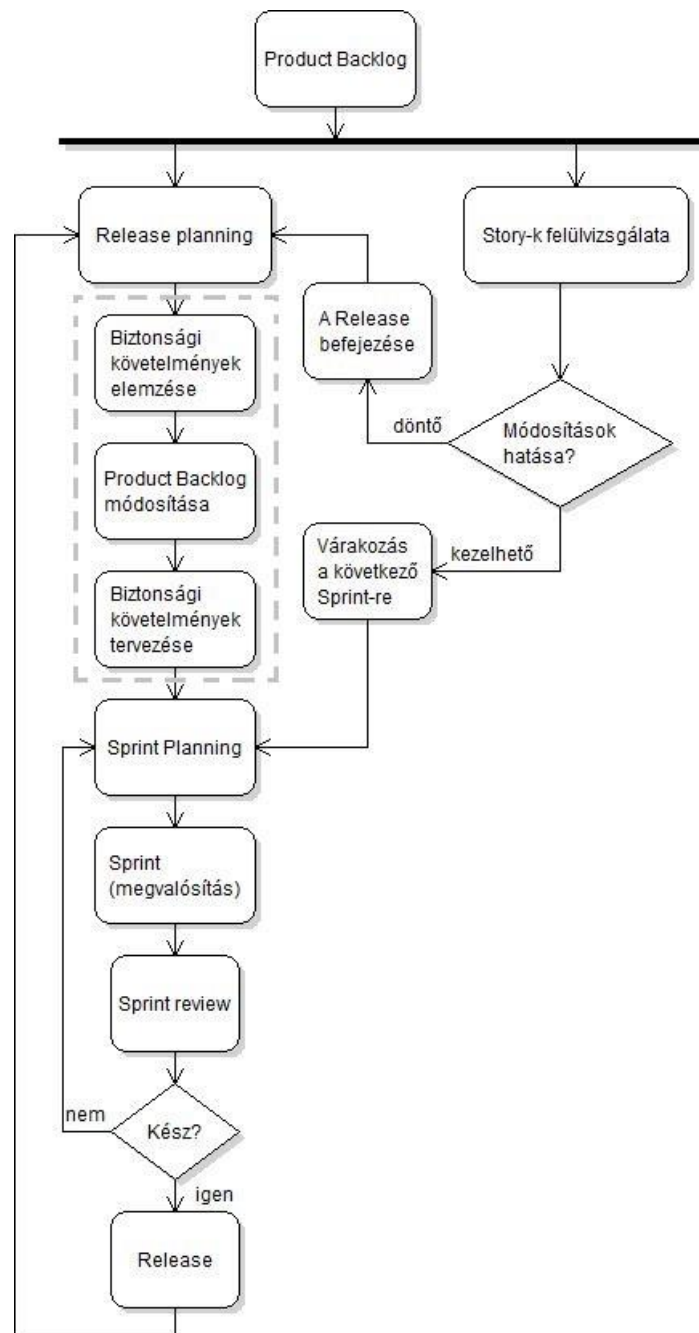 Product Backlog
Release planning
Story-k felülvizsgálata
A Release
befejezése
Biztonsági
követelmények
elemzése
döntő
Módosítások
hatása?
Product Backlog
módosítása
Várakozás
a következő
Sprint-re
kezelhető
Biztonsági
követelmények
tervezése
Sprint Planning
Sprint
(megvalósítás)
Sprint review
nem
Kész?
igen
Release